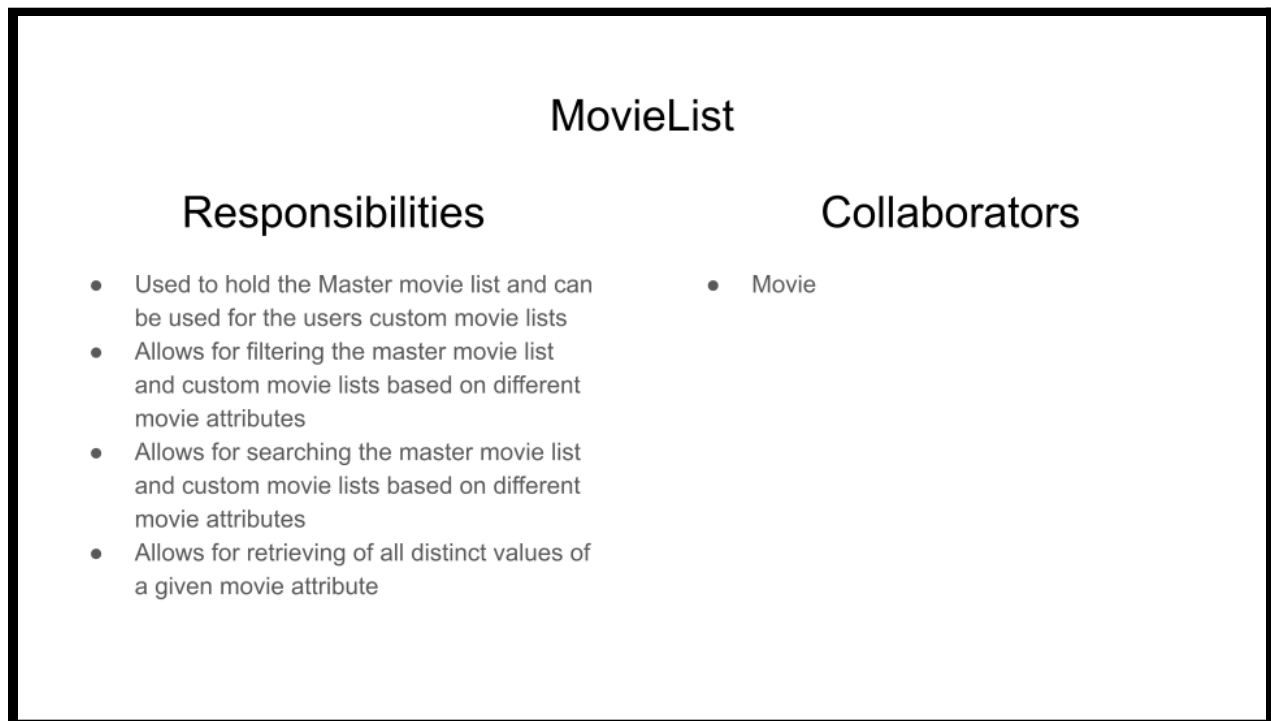 MovieList
Responsibilities
● Used to hold the Master movie list and can
be used for the users custom movie lists
● Allows for filtering the master movie list
and custom movie lists based on different
movie attributes
● Allows for searching the master movie list
and custom movie lists based on different
movie attributes
● Allows for retrieving of all distinct values of
a given movie attribute
Collaborators
● Movie